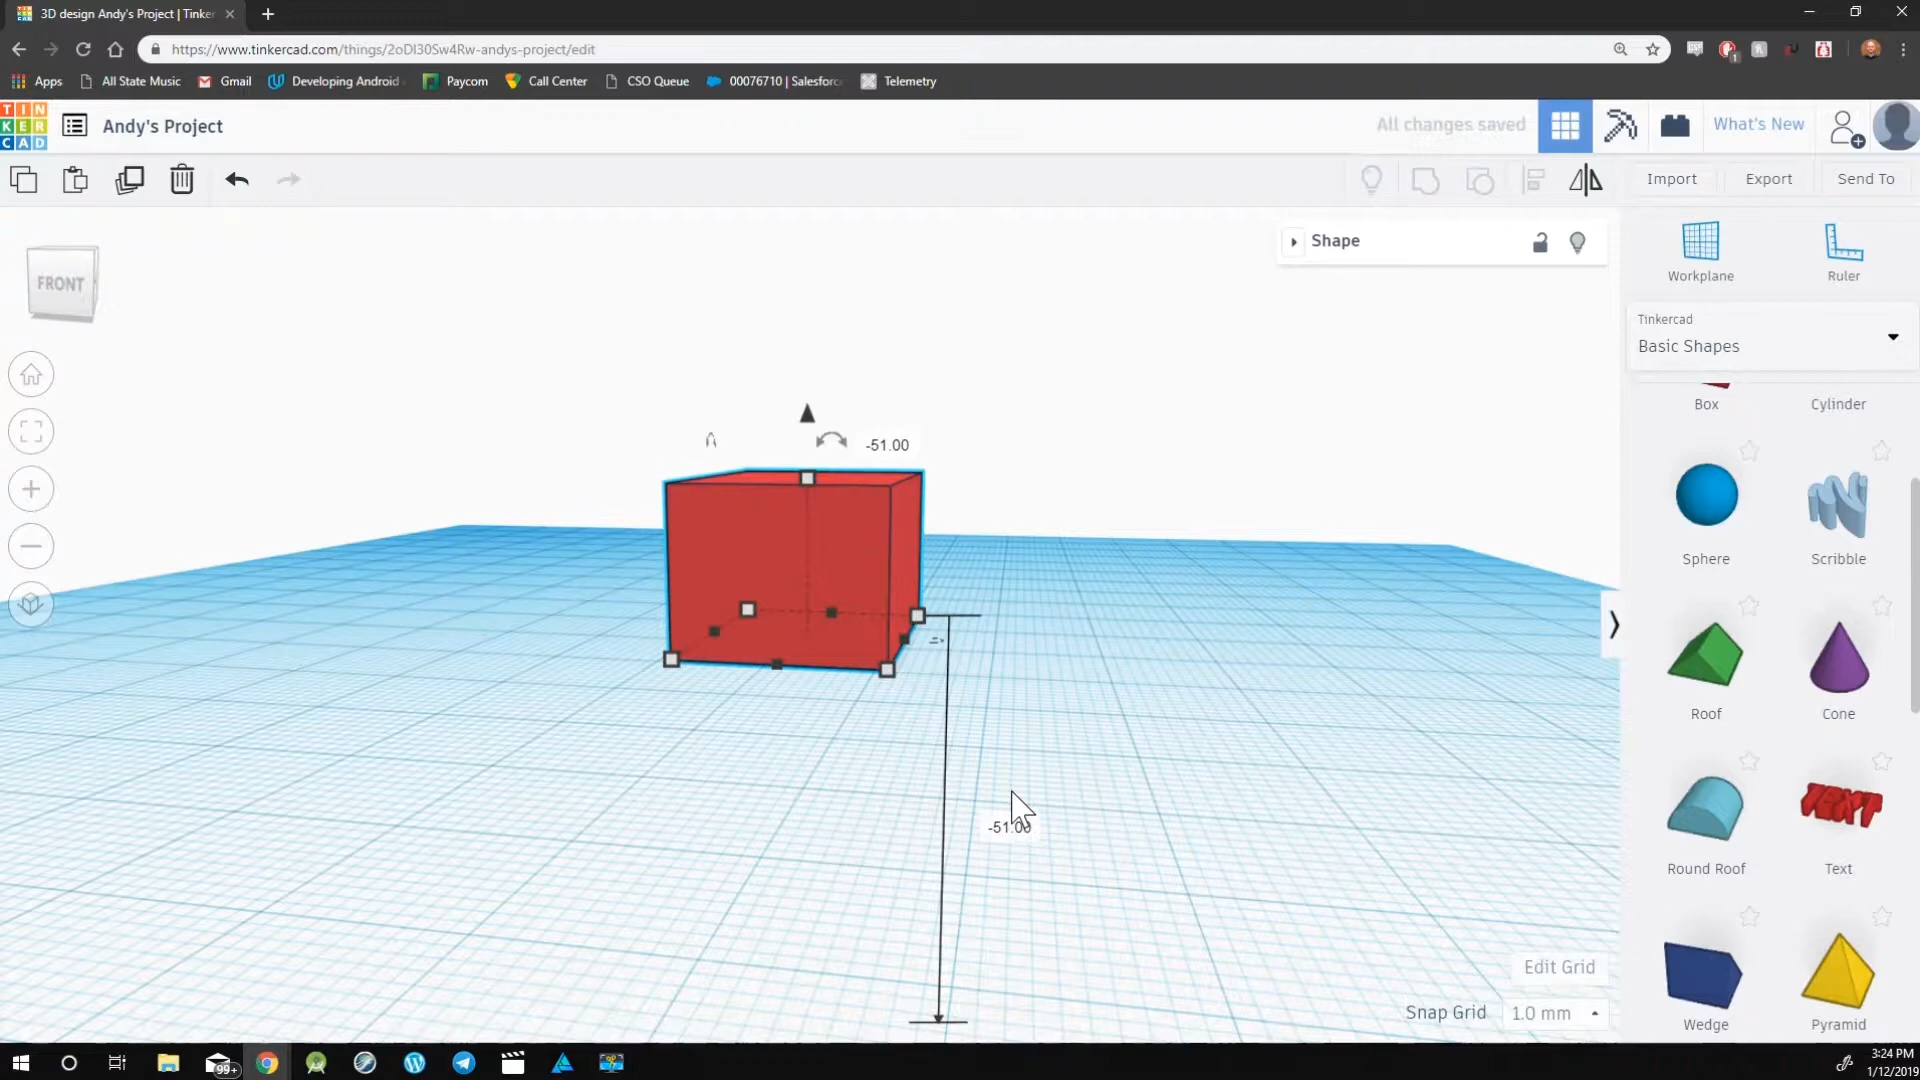 3D design Andy's Project | Tinker
https://www.tinkercad.com/things/2oDl30Sw4Rw-andys-project/edit
Apps
All State Music
Gmail
Developing Android
Paycom
Call Center
CSO Queue
00076710 | Salesforc
Telemetry
TIN
KER
CAD
Andy's Project
All changes saved
What's New
Import
Export
Send To
Shape
FRONT
Workplane
Ruler
Tinkercad
Basic Shapes
Box
Cylinder
-51.00
Sphere
Scribble
Roof
Cone
-51.00
TEXT
Round Roof
Text
Edit Grid
Snap Grid
1.0 mm
Wedge
Pyramid
99+
3:24 PM
1/12/2019